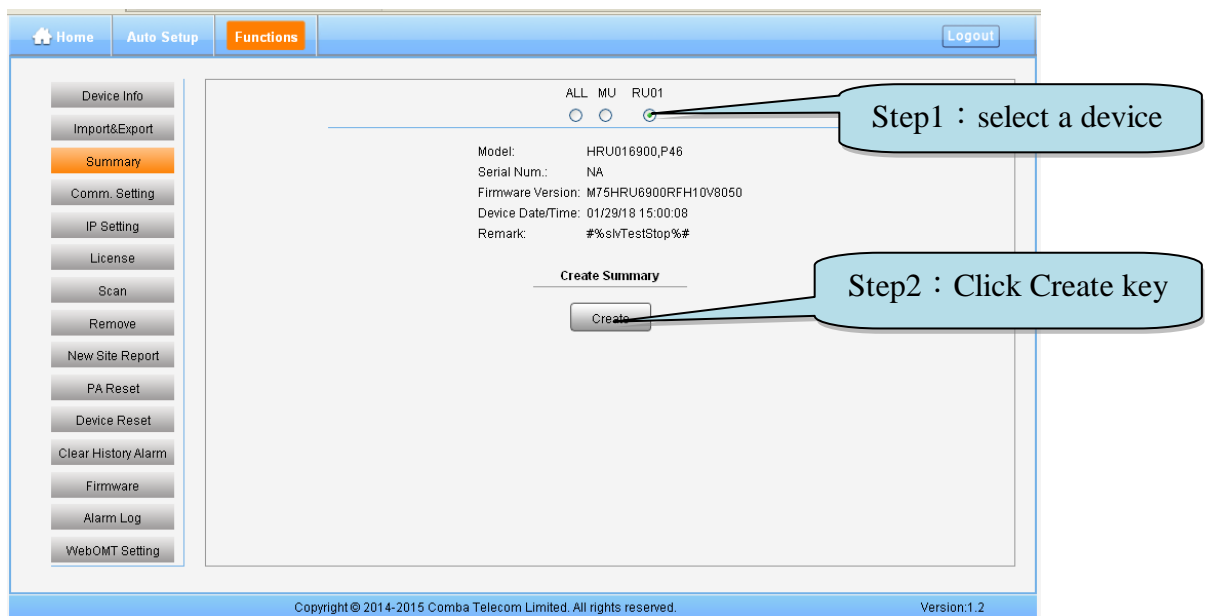 Home Auto Setup Functions Logout
Device Info
Import&Export
Summary
Comm. Setting
IP Setting
License
Scan
Remove
New Site Report
PA Reset
Device Reset
Clear History Alarm
Firmware
Alarm Log
WebOMT Setting
ALL MU RU01
Step1：select a device
Model: HRU016900,P46
Serial Num.: NA
Firmware Version: M75HRU6900RFH10V8050
Device Date/Time: 01/29/18 15:00:08
Remark: #%slvTestStop%#
Create Summary
Create
Step2：Click Create key
Copyright © 2014-2015 Comba Telecom Limited. All rights reserved. Version:1.2